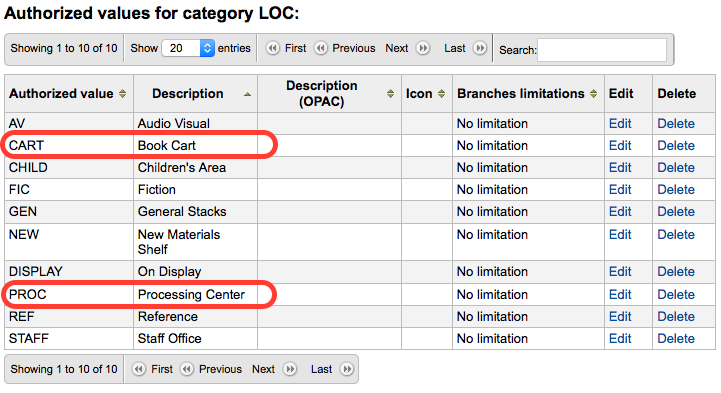 Authorized values for category LOC:
Showing 1 to 10 of 10 Show 20 entries First Previous Next Last Search:
Authorized value Description Description (OPAC) Icon Branches limitations Edit Delete
AV Audio Visual No limitation Edit Delete
CART Book Cart No limitation Edit Delete
CHILD Children's Area No limitation Edit Delete
FIC Fiction No limitation Edit Delete
GEN General Stacks No limitation Edit Delete
NEW New Materials Shelf No limitation Edit Delete
DISPLAY On Display No limitation Edit Delete
PROC Processing Center No limitation Edit Delete
REF Reference No limitation Edit Delete
STAFF Staff Office No limitation Edit Delete
Showing 1 to 10 of 10 First Previous Next Last